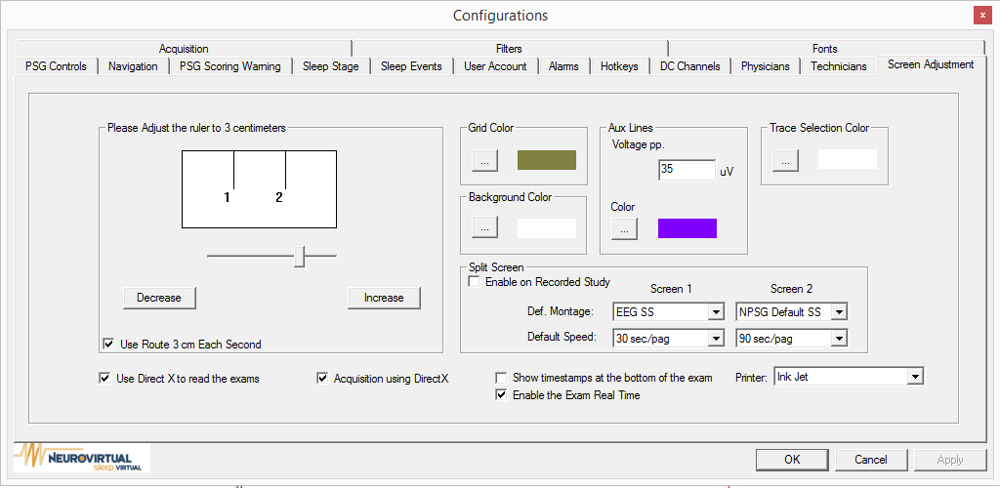 Configurations
x
Acquisition
Filters
Fonts
PSG Controls
Navigation
PSG Scoring Warning
Sleep Stage
Sleep Events
User Account
Alarms
Hotkeys
DC Channels
Physicians
Technicians
Screen Adjustment
Please Adjust the ruler to 3 centimeters
1
2
Decrease
Increase
Use Route 3 cm Each Second
Grid Color
...
Background Color
...
Aux Lines
Voltage pp.
35 uV
Color
...
Trace Selection Color
...
Split Screen
Enable on Recorded Study
Screen 1
Screen 2
Def. Montage:
EEG SS
NPSG Default SS
Default Speed:
30 sec/pag
90 sec/pag
Use Direct X to read the exams
Acquisition using DirectX
Show timestamps at the bottom of the exam
Enable the Exam Real Time
Printer:
Ink Jet
NEUROVIRTUAL
sleep VIRTUAL
OK
Cancel
Apply